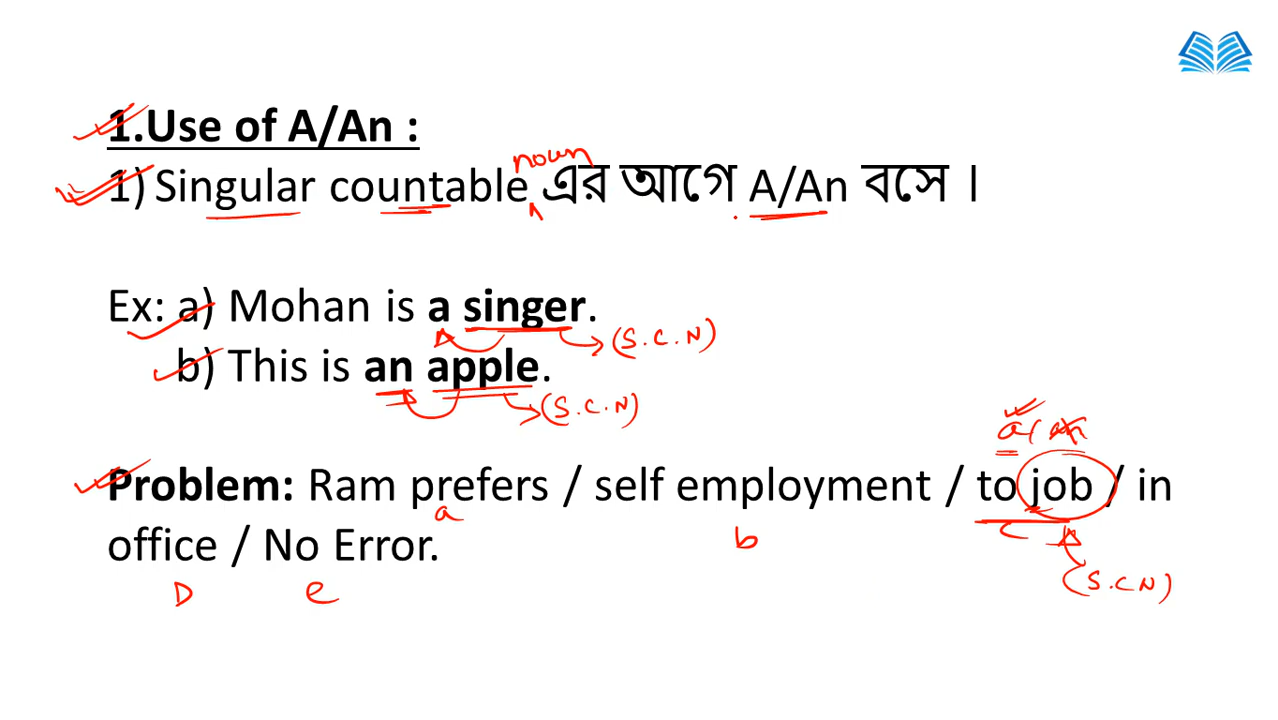 1.Use of A/An :
noun
1) Singular countable ^ এর আগে A/An বসে ।
Ex: a) Mohan is a singer.
(S.C.N)
b) This is an apple.
(S.C.N)
a/an
Problem: Ram prefers / self employment / to job / in
a b c
office / No Error.
D e
(S.C.N)